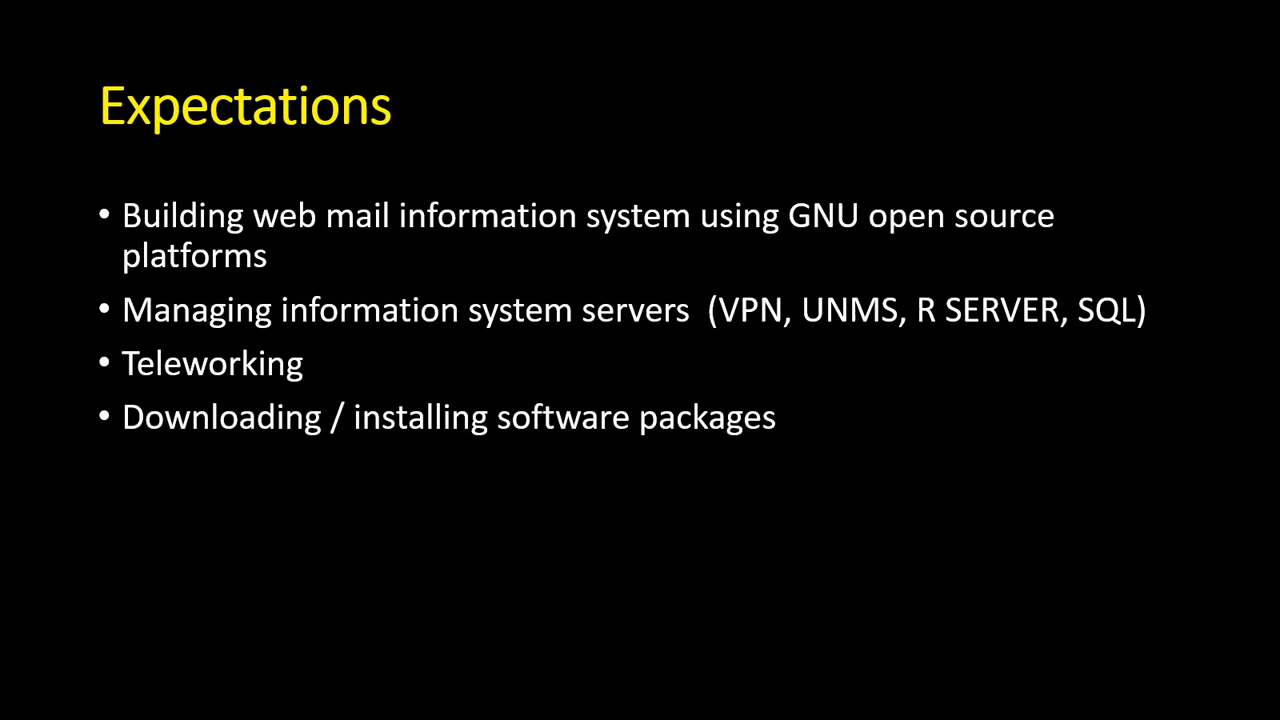 Expectations
• Building web mail information system using GNU open source
platforms
• Managing information system servers  (VPN, UNMS, R SERVER, SQL)
• Teleworking
• Downloading / installing software packages